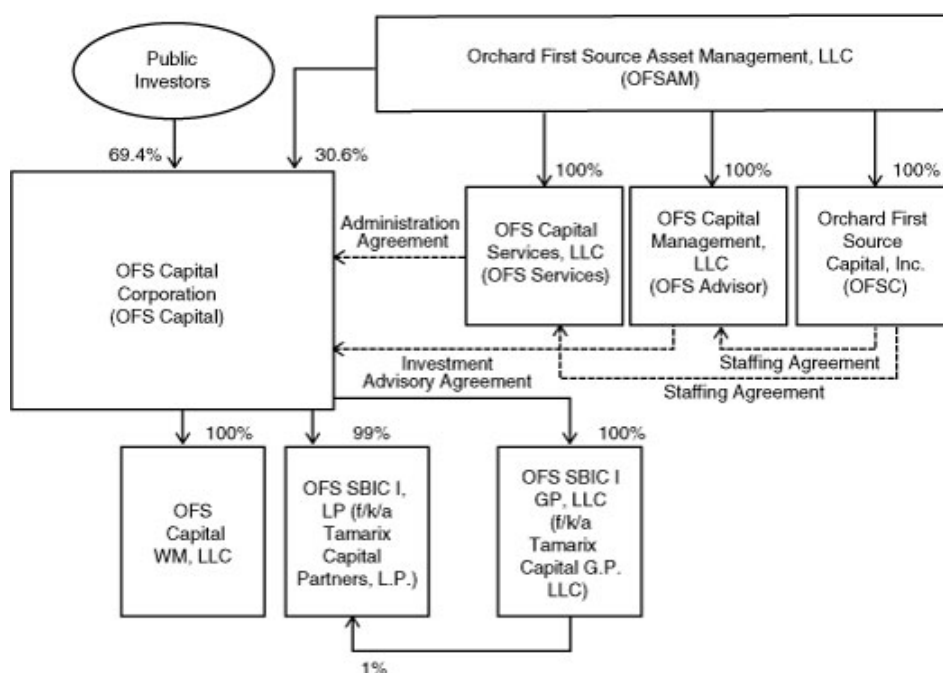 Public
Investors
Orchard First Source Asset Management, LLC
(OFSAM)
69.4%
30.6%
100%
100%
100%
OFS Capital
Corporation
(OFS Capital)
Administration
Agreement
OFS Capital
Services, LLC
(OFS Services)
OFS Capital
Management,
LLC
(OFS Advisor)
Orchard First
Source
Capital, Inc.
(OFSC)
Investment
Advisory Agreement
Staffing Agreement
Staffing Agreement
100%
99%
100%
OFS
Capital
WM, LLC
OFS SBIC I,
LP (f/k/a
Tamarix
Capital
Partners, L.P.)
OFS SBIC I
GP, LLC
(f/k/a
Tamarix
Capital G.P.
LLC)
1%